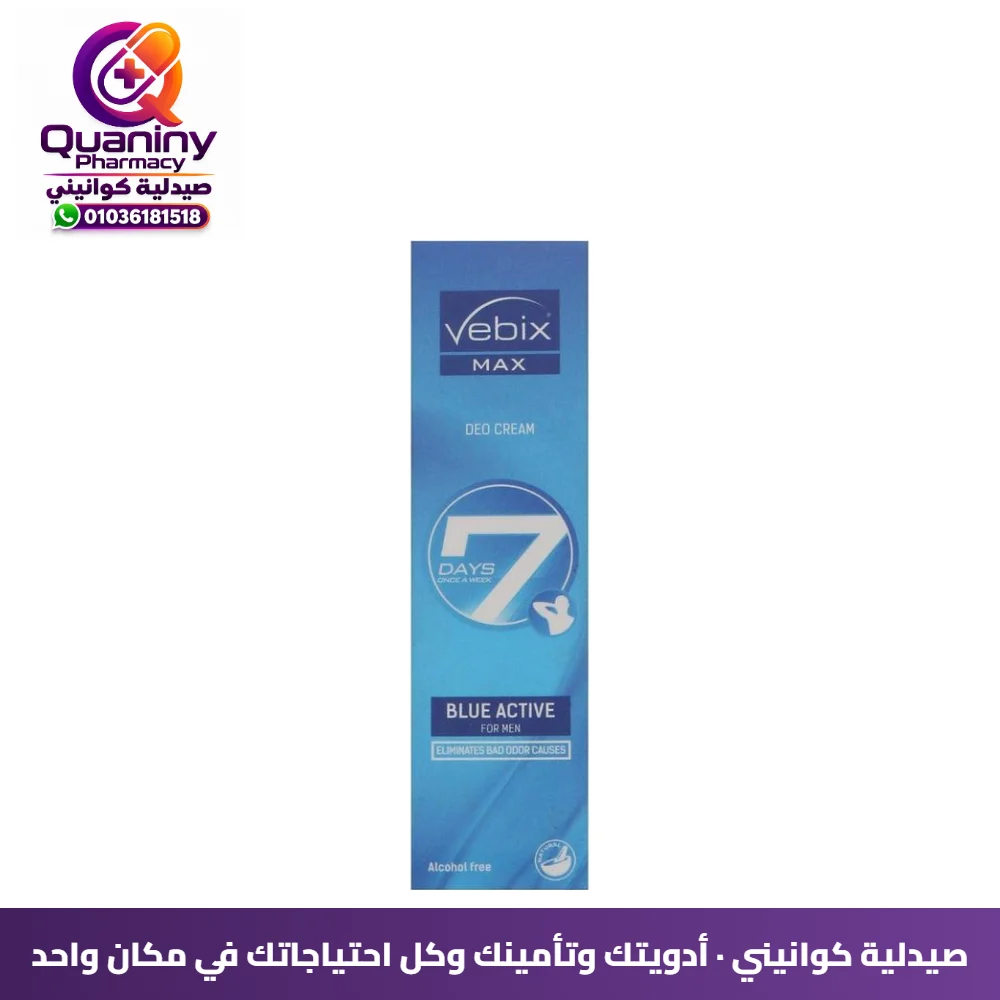 Quaniny
Pharmacy
صيدلية كوانيني
01036181518
Vebix®
MAX
DEO CREAM
7
DAYS
ONCE A WEEK
BLUE ACTIVE
FOR MEN
ELIMINATES BAD ODOR CAUSES
Alcohol free
NATURAL
صيدلية كوانيني · أدويتك وتأمينك وكل احتياجاتك في مكان واحد